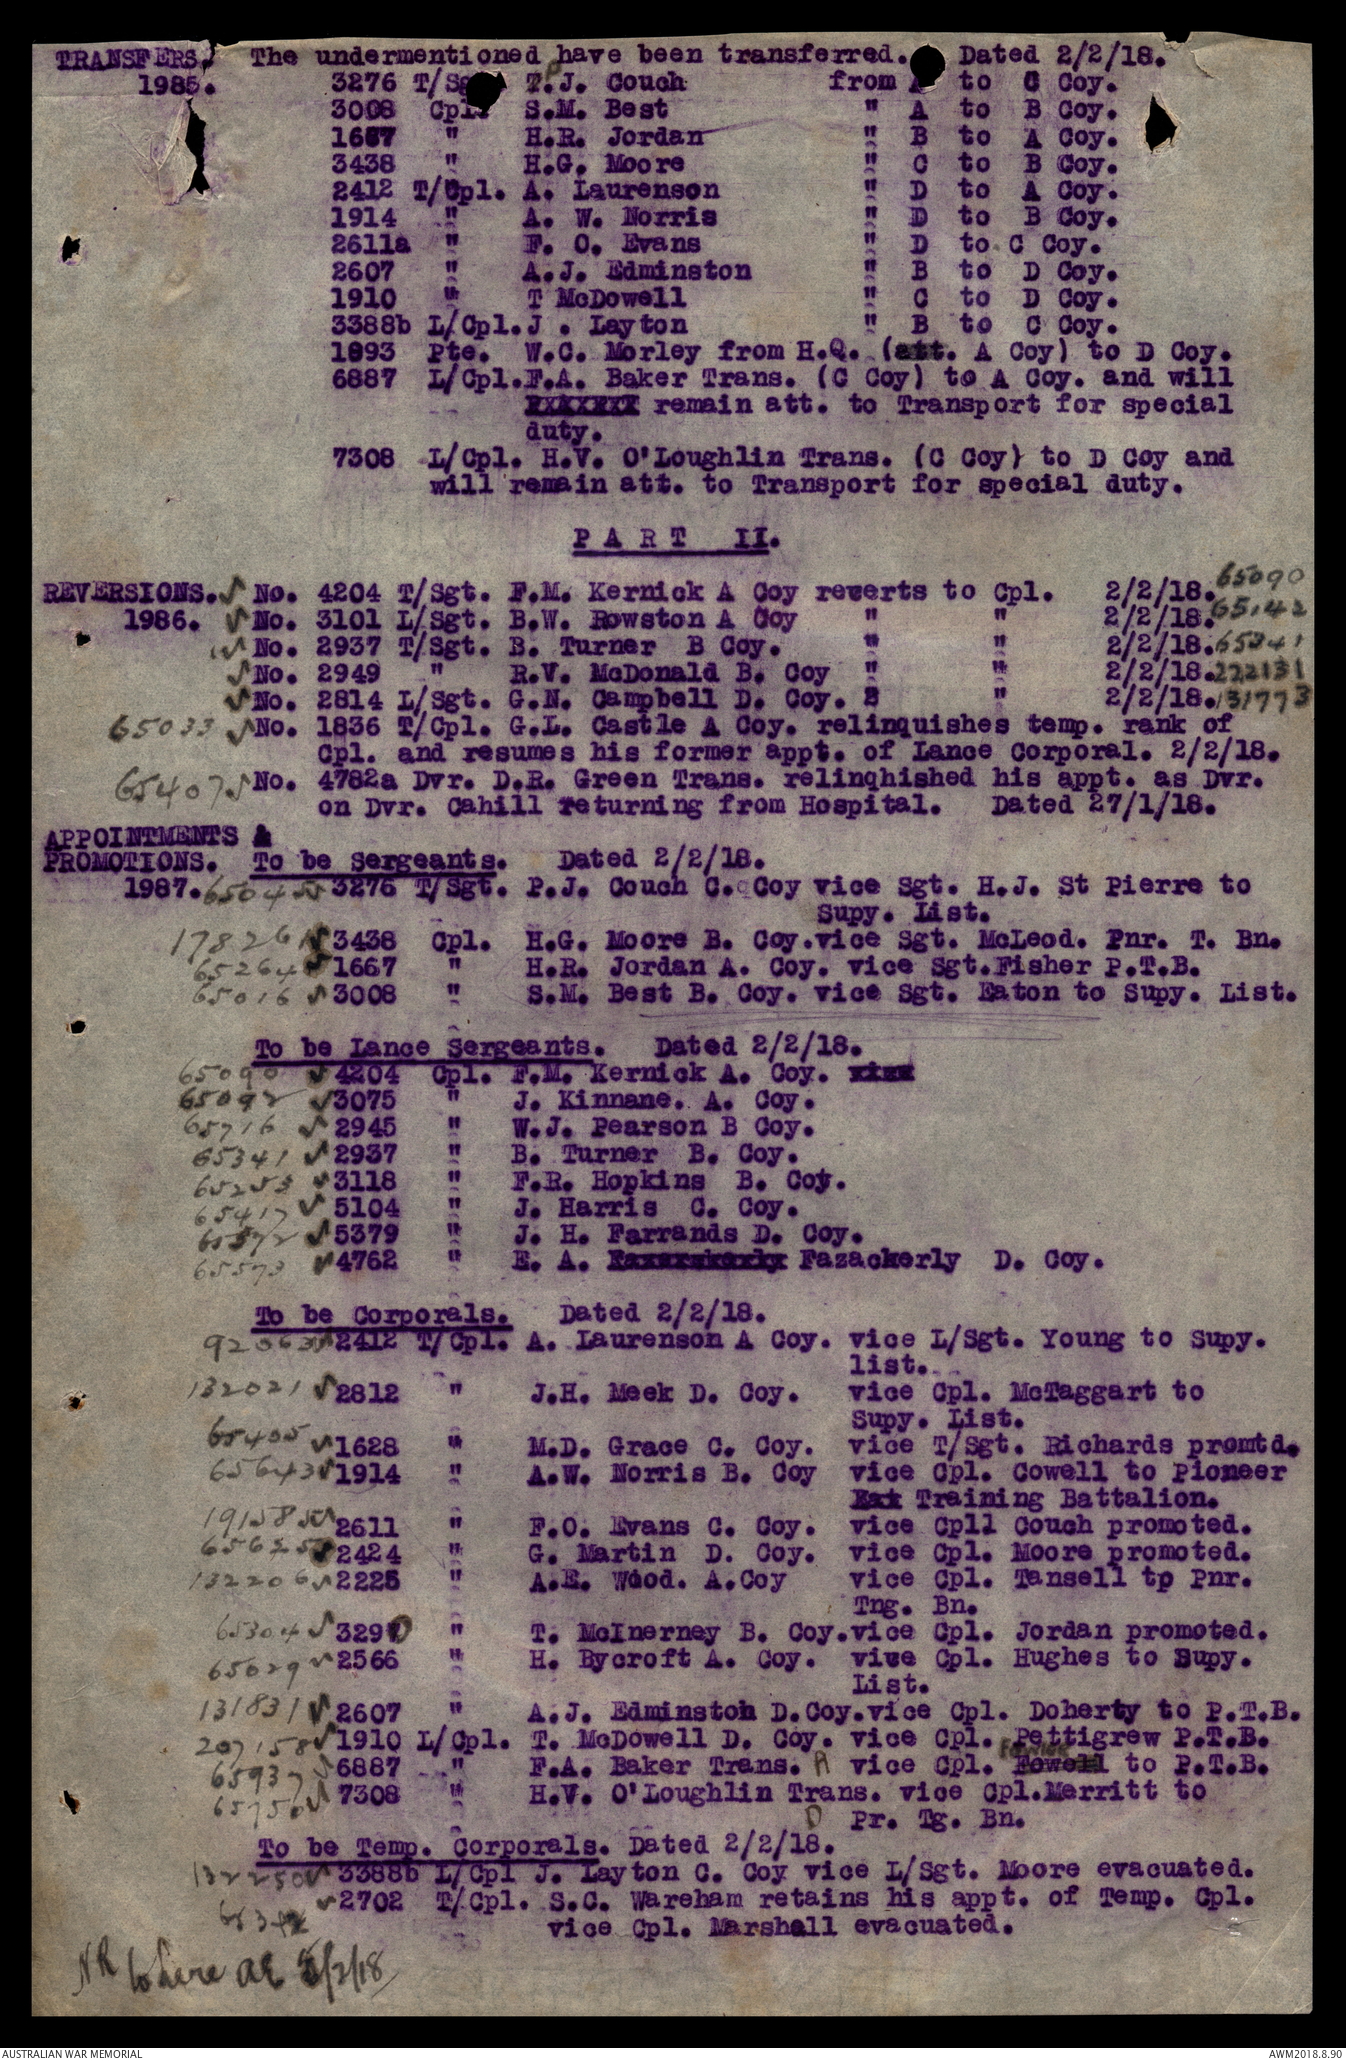 TRANSFERS. The undermentioned have been transferred. Dated 2/2/18.
1985. 3276 T/Sg P.J. Couch from A to C Coy.
3008 Cpl. S.M. Best " A to B Coy.
1667 " H.R. Jordan " B to A Coy.
3438 " H.G. Moore " C to B Coy.
2412 T/Cpl. A. Laurenson " D to A Coy.
1914 " A. W. Norris " D to B Coy.
2611a " F. O. Evans " D to C Coy.
2607 " A.J. Edminston " B to D Coy.
1910 " T McDowell " C to D Coy.
3388b L/Cpl. J . Layton " B to C Coy.
1893 Pte. W.C. Morley from H.Q. (att. A Coy) to D Coy.
6887 L/Cpl.F.A. Baker Trans. (C Coy) to A Coy. and will
remain att. to Transport for special
duty.
7308 L/Cpl. H.V. O'Loughlin Trans. (C Coy) to D Coy and
will remain att. to Transport for special duty.
PART II.
REVERSIONS. No. 4204 T/Sgt. F.M. Kernick A Coy reverts to Cpl. 2/2/18. 65090
1986. No. 3101 L/Sgt. B.W. Rowston A Coy " " 2/2/18. 65142
No. 2937 T/Sgt. B. Turner B Coy. " " 2/2/18. 65341
No. 2949 " R.V. McDonald B. Coy " " 2/2/18. 222131
No. 2814 L/Sgt. G.N. Campbell D. Coy. " " 2/2/18. 131773
65033 No. 1836 T/Cpl. G.L. Castle A Coy. relinquishes temp. rank of
Cpl. and resumes his former appt. of Lance Corporal. 2/2/18.
65407 No. 4782a Dvr. D.R. Green Trans. relinqhished his appt. as Dvr.
on Dvr. Cahill returning from Hospital. Dated 27/1/18.
APPOINTMENTS &
PROMOTIONS. To be Sergeants. Dated 2/2/18.
1987. 650455 3276 T/Sgt. P.J. Couch C. Coy vice Sgt. H.J. St Pierre to
Supy. List.
178261 3438 Cpl. H.G. Moore B. Coy.vice Sgt. McLeod. Pnr. T. Bn.
65264 1667 " H.R. Jordan A. Coy. vice Sgt.Fisher P.T.B.
65016 3008 " S.M. Best B. Coy. vice Sgt. Eaton to Supy. List.
To be Lance Sergeants. Dated 2/2/18.
65090 4204 Cpl. F.M. Kernick A. Coy.
65092 3075 " J. Kinnane. A. Coy.
65716 2945 " W.J. Pearson B Coy.
65341 2937 " B. Turner B. Coy.
65253 3118 " F.R. Hopkins B. Coy.
65417 5104 " J. Harris C. Coy.
65572 5379 " J. H. Farrands D. Coy.
65573 4762 " E. A. Fazackerly D. Coy.
To be Corporals. Dated 2/2/18.
92063 2412 T/Cpl. A. Laurenson A Coy. vice L/Sgt. Young to Supy.
list.
132021 2812 " J.H. Meek D. Coy. vice Cpl. McTaggart to
Supy. List.
65405 1628 " M.D. Grace C. Coy. vice T/Sgt. Richards promtd.
65643 1914 " A.W. Norris B. Coy vice Cpl. Cowell to Pioneer
Training Battalion.
191585 2611 " F.O. Evans C. Coy. vice Cpll Couch promoted.
65625 2424 " G. Martin D. Coy. vice Cpl. Moore promoted.
132206 2225 " A.E. Wood. A.Coy vice Cpl. Tansell tp Pnr.
Tng. Bn.
65304 3290 " T. McInerney B. Coy.vice Cpl. Jordan promoted.
65029 2566 " H. Bycroft A. Coy. vice Cpl. Hughes to Supy.
List.
131831 2607 " A.J. Edminston D.Coy.vice Cpl. Doherty to P.T.B.
207158 1910 L/Cpl. T. McDowell D. Coy. vice Cpl. Pettigrew P.T.B.
65937 6887 " F.A. Baker Trans. A vice Cpl. Fowell to P.T.B.
65750 7308 " H.V. O'Loughlin Trans. vice Cpl.Merritt to
D Pr. Tg. Bn.
To be Temp. Corporals. Dated 2/2/18.
132250 3388b L/Cpl J. Layton C. Coy vice L/Sgt. Moore evacuated.
2702 T/Cpl. S.C. Wareham retains his appt. of Temp. Cpl.
vice Cpl. Marshall evacuated.
NR where AE 5/2/18
AUSTRALIAN WAR MEMORIAL AWM2018.8.90